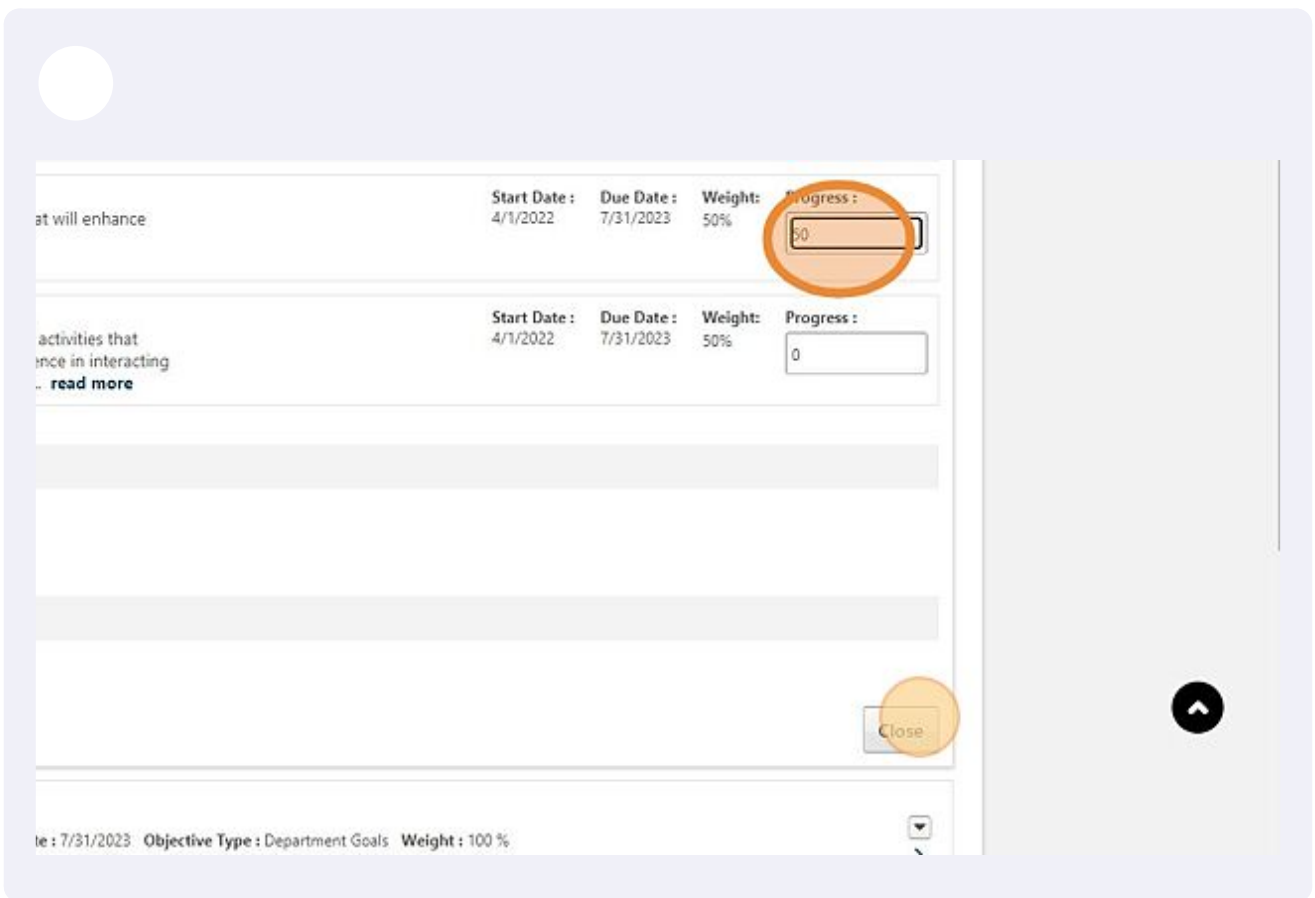 at will enhance
Start Date : Due Date : Weight: Progress :
4/1/2022 7/31/2023 50% 50
activities that
ence in interacting
.. read more
Start Date : Due Date : Weight: Progress :
4/1/2022 7/31/2023 50% 0
Close
te : 7/31/2023 Objective Type : Department Goals Weight : 100 %